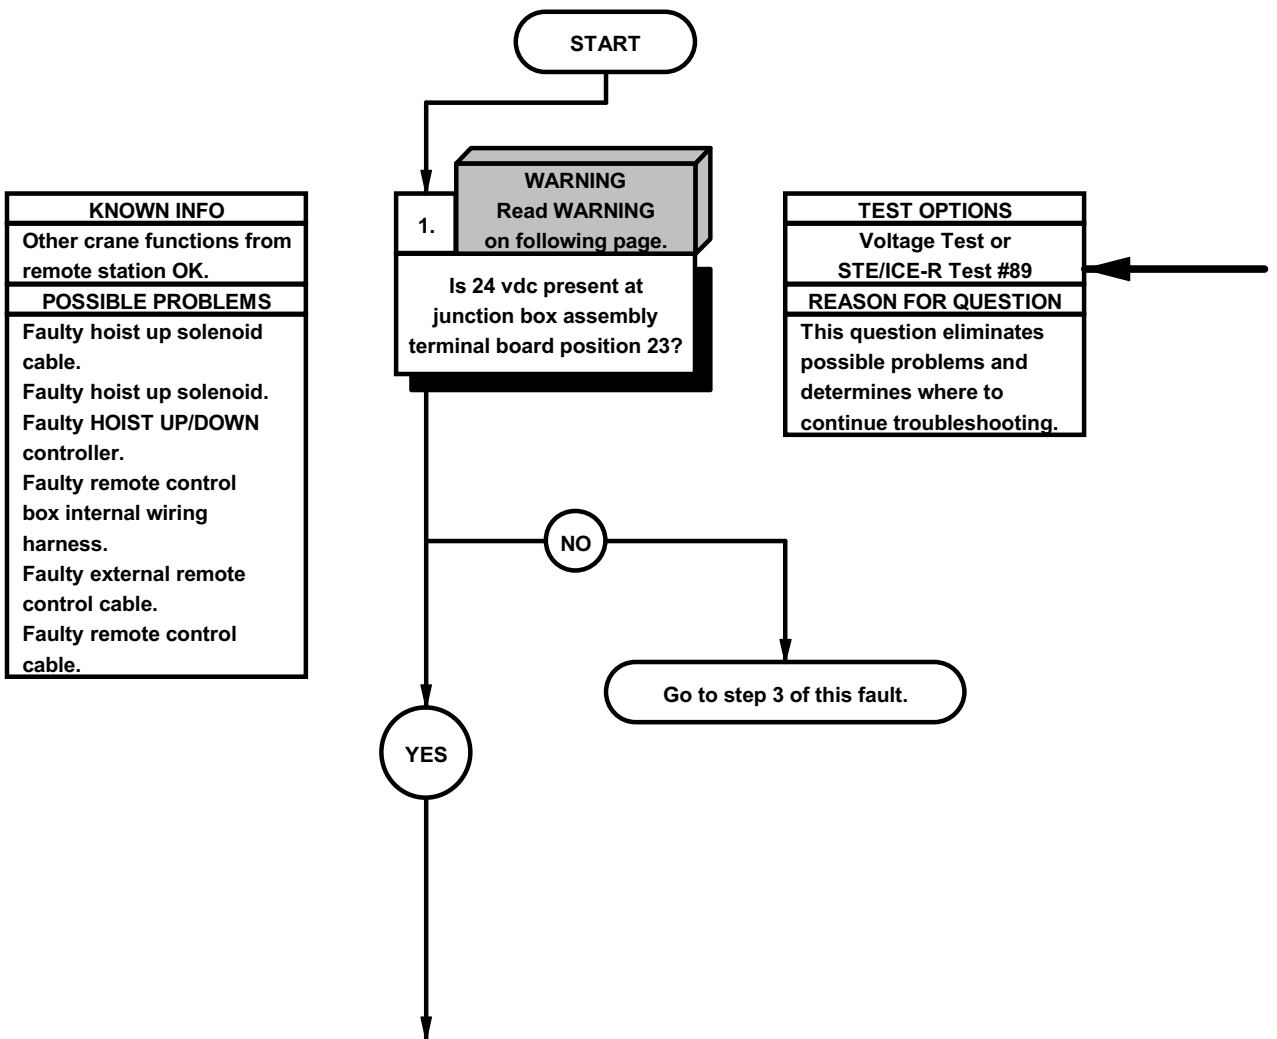 START
KNOWN INFO
Other crane functions from
remote station OK.
POSSIBLE PROBLEMS
Faulty hoist up solenoid
cable.
Faulty hoist up solenoid.
Faulty HOIST UP/DOWN
controller.
Faulty remote control
box internal wiring
harness.
Faulty external remote
control cable.
Faulty remote control
cable.
1.
WARNING
Read WARNING
on following page.
Is 24 vdc present at
junction box assembly
terminal board position 23?
TEST OPTIONS
Voltage Test or
STE/ICE-R Test #89
REASON FOR QUESTION
This question eliminates
possible problems and
determines where to
continue troubleshooting.
NO
Go to step 3 of this fault.
YES